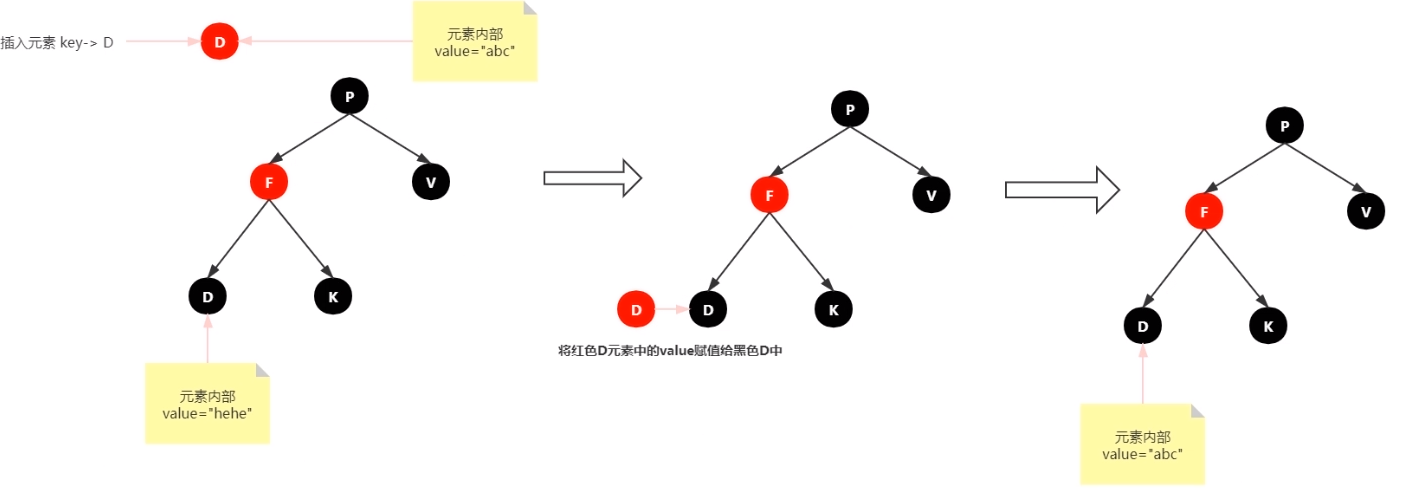 插入元素 key-> D
D
元素内部
value="abc"
P
F
V
D
K
元素内部
value="hehe"
P
F
V
D
D
K
将红色D元素中的value赋值给黑色D中
P
F
V
D
K
元素内部
value="abc"